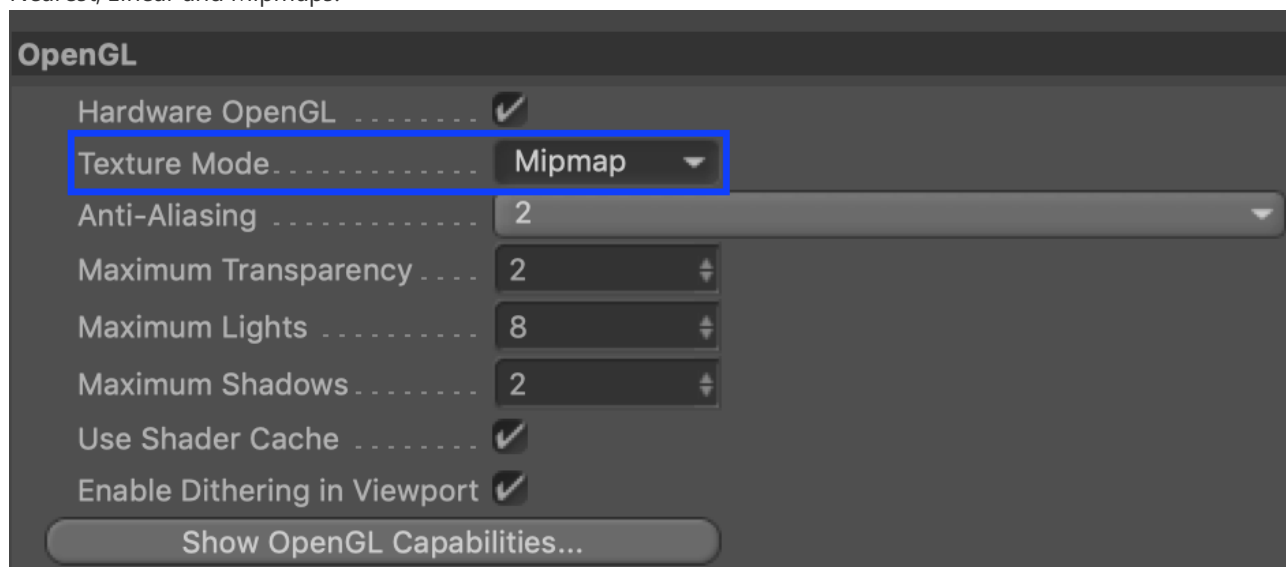 Nearest, Linear and Mipmaps.
OpenGL
Hardware OpenGL ........
Texture Mode............. Mipmap
Anti-Aliasing ............. 2
Maximum Transparency .... 2
Maximum Lights .......... 8
Maximum Shadows ........ 2
Use Shader Cache ........
Enable Dithering in Viewport
Show OpenGL Capabilities...